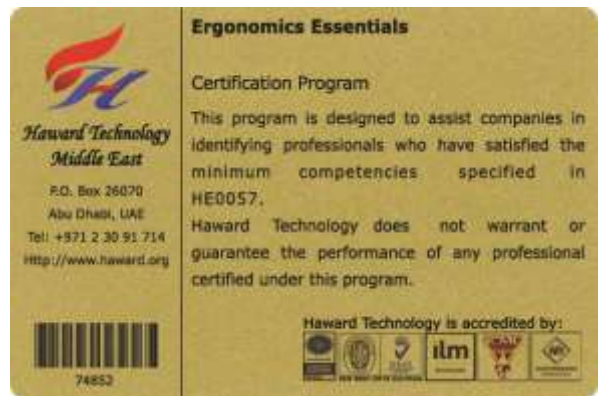 Haward Technology
Middle East
P.O. Box 26070
Abu Dhabi, UAE
Tel: +971 2 30 91 714
Http://www.haward.org
74852
Ergonomics Essentials
Certification Program
This program is designed to assist companies in
identifying professionals who have satisfied the
minimum competencies specified in
HE0057.
Haward Technology does not warrant or
guarantee the performance of any professional
certified under this program.
Haward Technology is accredited by:
ilm